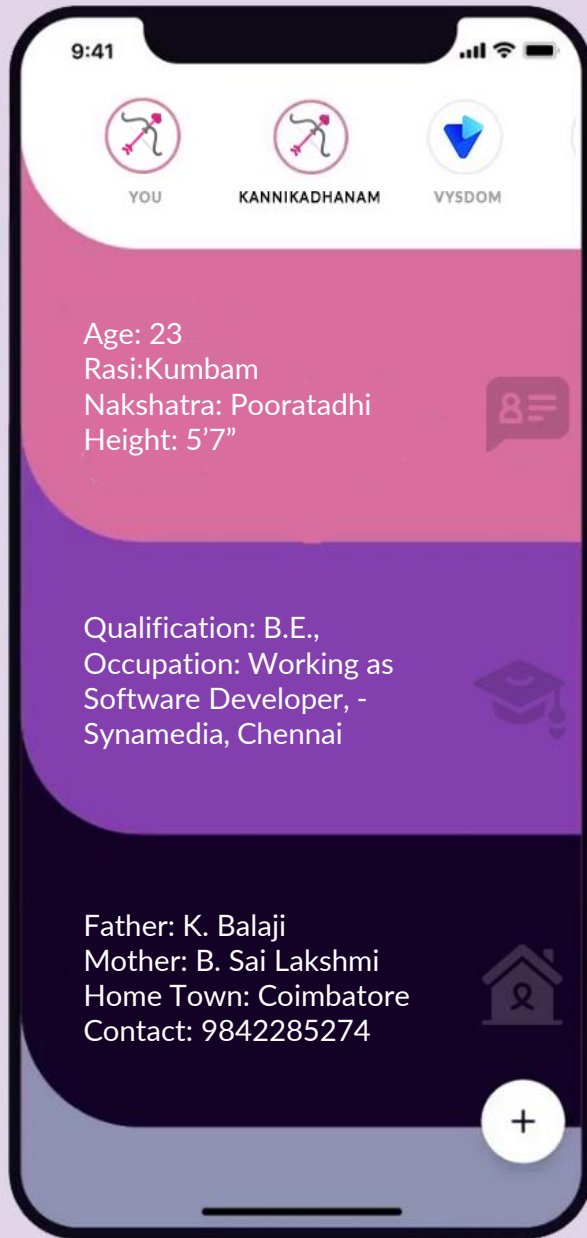 9:41
YOU
KANNIKADHANAM
VYSDOM
Age: 23
Rasi:Kumbam
Nakshatra: Pooratadhi
Height: 5’7”
Qualification: B.E.,
Occupation: Working as
Software Developer, -
Synamedia, Chennai
Father: K. Balaji
Mother: B. Sai Lakshmi
Home Town: Coimbatore
Contact: 9842285274
+